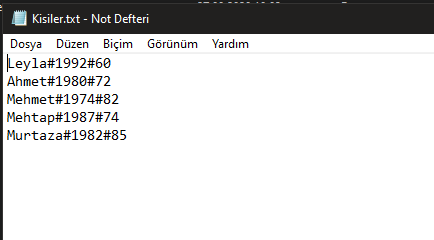 Kisiler.txt - Not Defteri
Dosya Düzen Biçim Görünüm Yardım
Leyla#1992#60
Ahmet#1980#72
Mehmet#1974#82
Mehtap#1987#74
Murtaza#1982#85